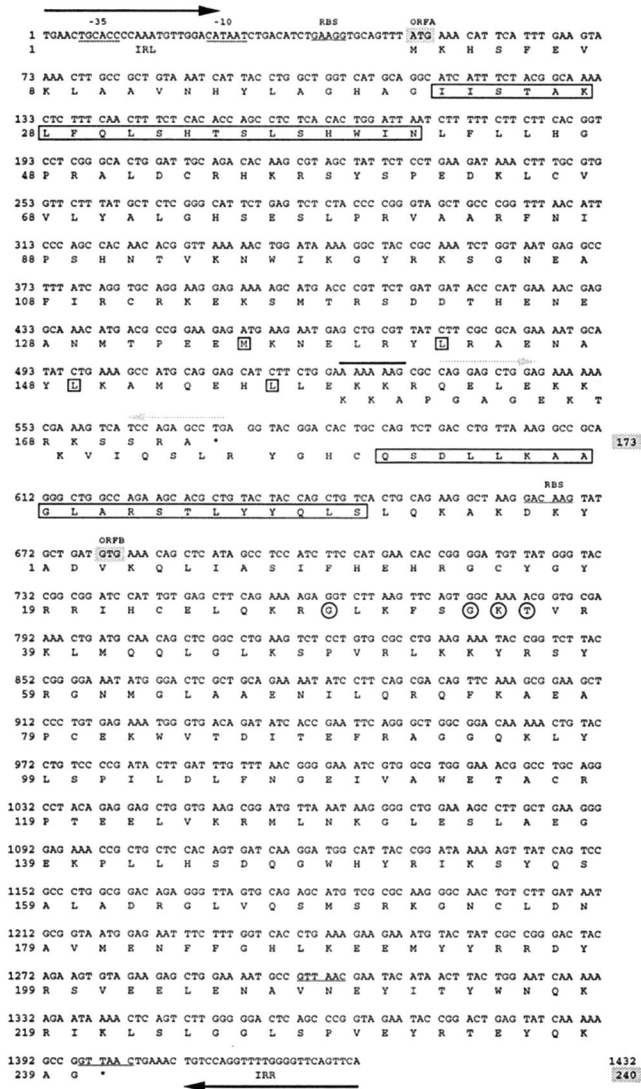 -35 -10 RBS ORFA
1 TGAACTGCACCCCAAATGTTGGACACATAATCTGACATCTGAAGGTGCAGTTT ATG AAA CAT TCA TTT GAA GTA
1 IRL M K H S F E V
73 AAA CTT GCC GCT GTA AAT CAT TAC CTG GCT GGT CAT GCA GGC ATC ATT TCT ACG GCA AAA
8 K L A A V N H Y L A G H A G I I S T A K
133 CTC TTT CAA CTT TCT CAC ACC AGC CTC TCA CAC TGG ATT AAT CTT TTT CTT CTT CAC GGT
28 L F Q L S H T S L S H W I N L F L L H G
193 CCT CGG GCA CTG GAT TGC AGA CAC AAG CGT AGC TAT TCT CCT GAA GAT AAA CTT TGC GTG
48 P R A L D C R H K R S Y S P E D K L C V
253 GTT CTT TAT GCT CTC GGG CAT TCT GAG TCT CTA CCC CGG GTA GCT GCC CGG TTT AAC ATT
68 V L Y A L G H S E S L P R V A A R F N I
313 CCC AGC CAC AAC ACG GTT AAA AAC TGG ATA AAA GGC TAC CGC AAA TCT GGT AAT GAG GCC
88 P S H N T V K N W I K G Y R K S G N E A
373 TTT ATC AGG TGC AGG AAG GAA AAA AGC ATG ACC CGT TCT GAT GAT ACC CAT GAA AAC GAG
108 F I R C R K E K S M T R S D D T H E N E
433 GCA AAC ATG ACG CCG GAA GAG ATG AAG AAT GAG CTG CGT TAT CTT CGC GCA GAA AAT GCA
128 A N M T P E E M K N E L R Y L R A E N A
493 TAT CTG AAA GCC ATG CAG GAG CAT CTT CTG GAA AAA AAG CGC CAG GAG CTG GAG AAA AAA
148 Y L K A M Q E H L L E K K R Q E L E K K
K K A P G A G E K T
553 CGA AAG TCA TCC AGA GCC TGA GG TAC GGA CAC TGC CAG TCT GAC CTG TTA AAG GCC GCA
168 R K S S R A * 173
K V I Q S L R Y G H C Q S D L L K A A
612 GGG CTG GCC AGA AGC ACG CTG TAC TAC CAG CTG TCA CTG CAG AAG GCT AAG GAC AAG TAT
G L A R S T L Y Y Q L S L Q K A K D K Y
RBS
ORFB
672 GCT GAT GTG AAA CAG CTC ATA GCC TCC ATC TTC CAT GAA CAC CGG GGA TGT TAT GGG TAC
1 A D V K Q L I A S I F H E H R G C Y G Y
732 CGG CGG ATC CAT TGT GAG CTT CAG AAA AGA GGT CTT AAG TTC AGT GGC AAA ACG GTG CGA
19 R R I H C E L Q K R G L K F S G K T V R
792 AAA CTG ATG CAA CAG CTC GGC CTG AAG TCT CCT GTG CGC CTG AAG AAA TAC CGG TCT TAC
39 K L M Q Q L G L K S P V R L K K Y R S Y
852 CGG GGA AAT ATG GGA CTC GCT GCA GAA AAT ATC CTT CAG CGA CAG TTC AAA GCG GAA GCT
59 R G N M G L A A E N I L Q R Q F K A E A
912 CCC TGT GAG AAA TGG GTG ACA GAT ATC ACC GAA TTC AGG GCT GGC GGA CAA AAA CTG TAC
79 P C E K W V T D I T E F R A G G Q K L Y
972 CTG TCC CCG ATA CTT GAT TTG TTT AAC GGG GAA ATC GTG GCG TGG GAA ACG GCC TGC AGG
99 L S P I L D L F N G E I V A W E T A C R
1032 CCT ACA GAG GAG CTG GTG AAG CGG ATG TTA AAT AAG GGG CTG GAA AGC CTT GCT GAA GGG
119 P T E E L V K R M L N K G L E S L A E G
1092 GAG AAA CCG CTG CTC CAC AGT GAT CAA GGA TGG CAT TAC CGG ATA AAA AGT TAT CAG TCC
139 E K P L L H S D Q G W H Y R I K S Y Q S
1152 GCC CTG GCG GAC AGA GGG TTA GTG CAG AGC ATG TCG CGC AAG GGC AAC TGT CTT GAT AAT
159 A L A D R G L V Q S M S R K G N C L D N
1212 GCG GTA ATG GAG AAT TTC TTT GGT CAC CTG AAA GAA GAA ATG TAC TAT CGC CGG GAC TAC
179 A V M E N F F G H L K E E M Y Y R R D Y
1272 AGA AGT GTA GAA GAG CTG GAA AAT GCC GTT AAC GAA TAC ATA ACT TAC TGG AAT CAA AAA
199 R S V E E L E N A V N E Y I T Y W N Q K
1332 AGA ATA AAA CTC AGT CTT GGG GGA CTC AGC CCG GTA GAA TAC CGG ACT GAG TAT CAA AAA
219 R I K L S L G G L S P V E Y R T E Y Q K
1392 GCC GGG TTA ACTGAAAC TGTCCAGGTTTTGGGGTTCAGTTCA 1432
239 A G * IRR 240